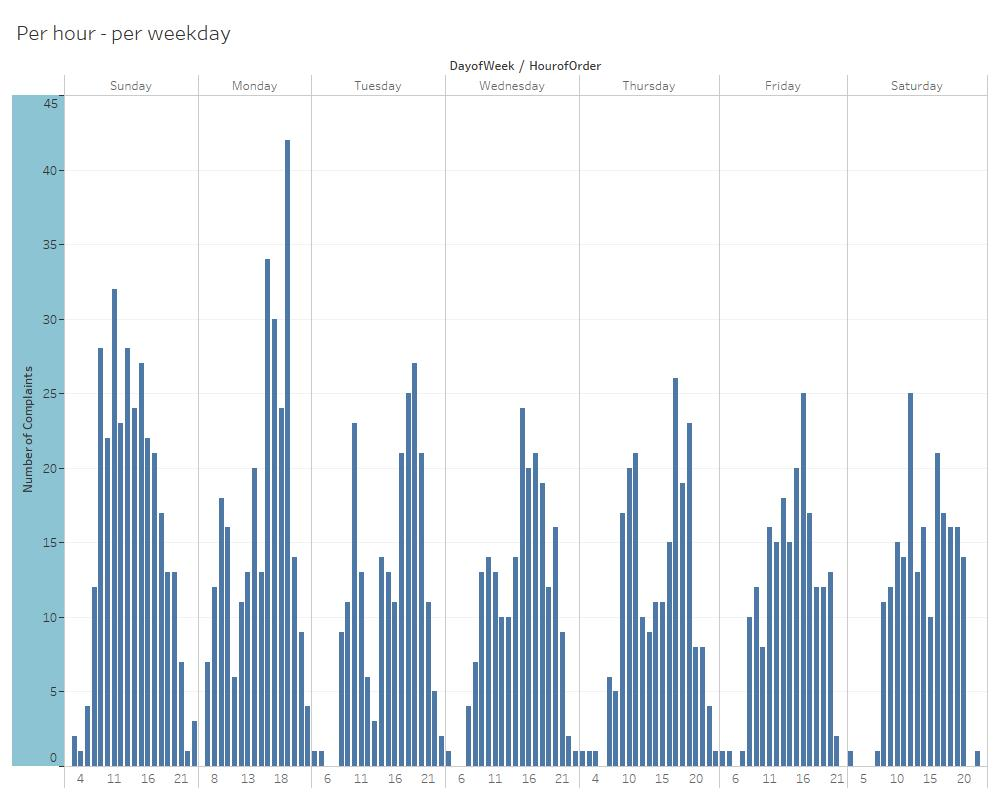 Per hour - per weekday
DayofWeek / HourofOrder
Sunday Monday Tuesday Wednesday Thursday Friday Saturday
45
40
35
30
25
20
15
10
5
0
Number of Complaints
4 11 16 21 8 13 18 6 11 16 21 6 11 16 21 4 10 15 20 6 11 16 21 5 10 15 20